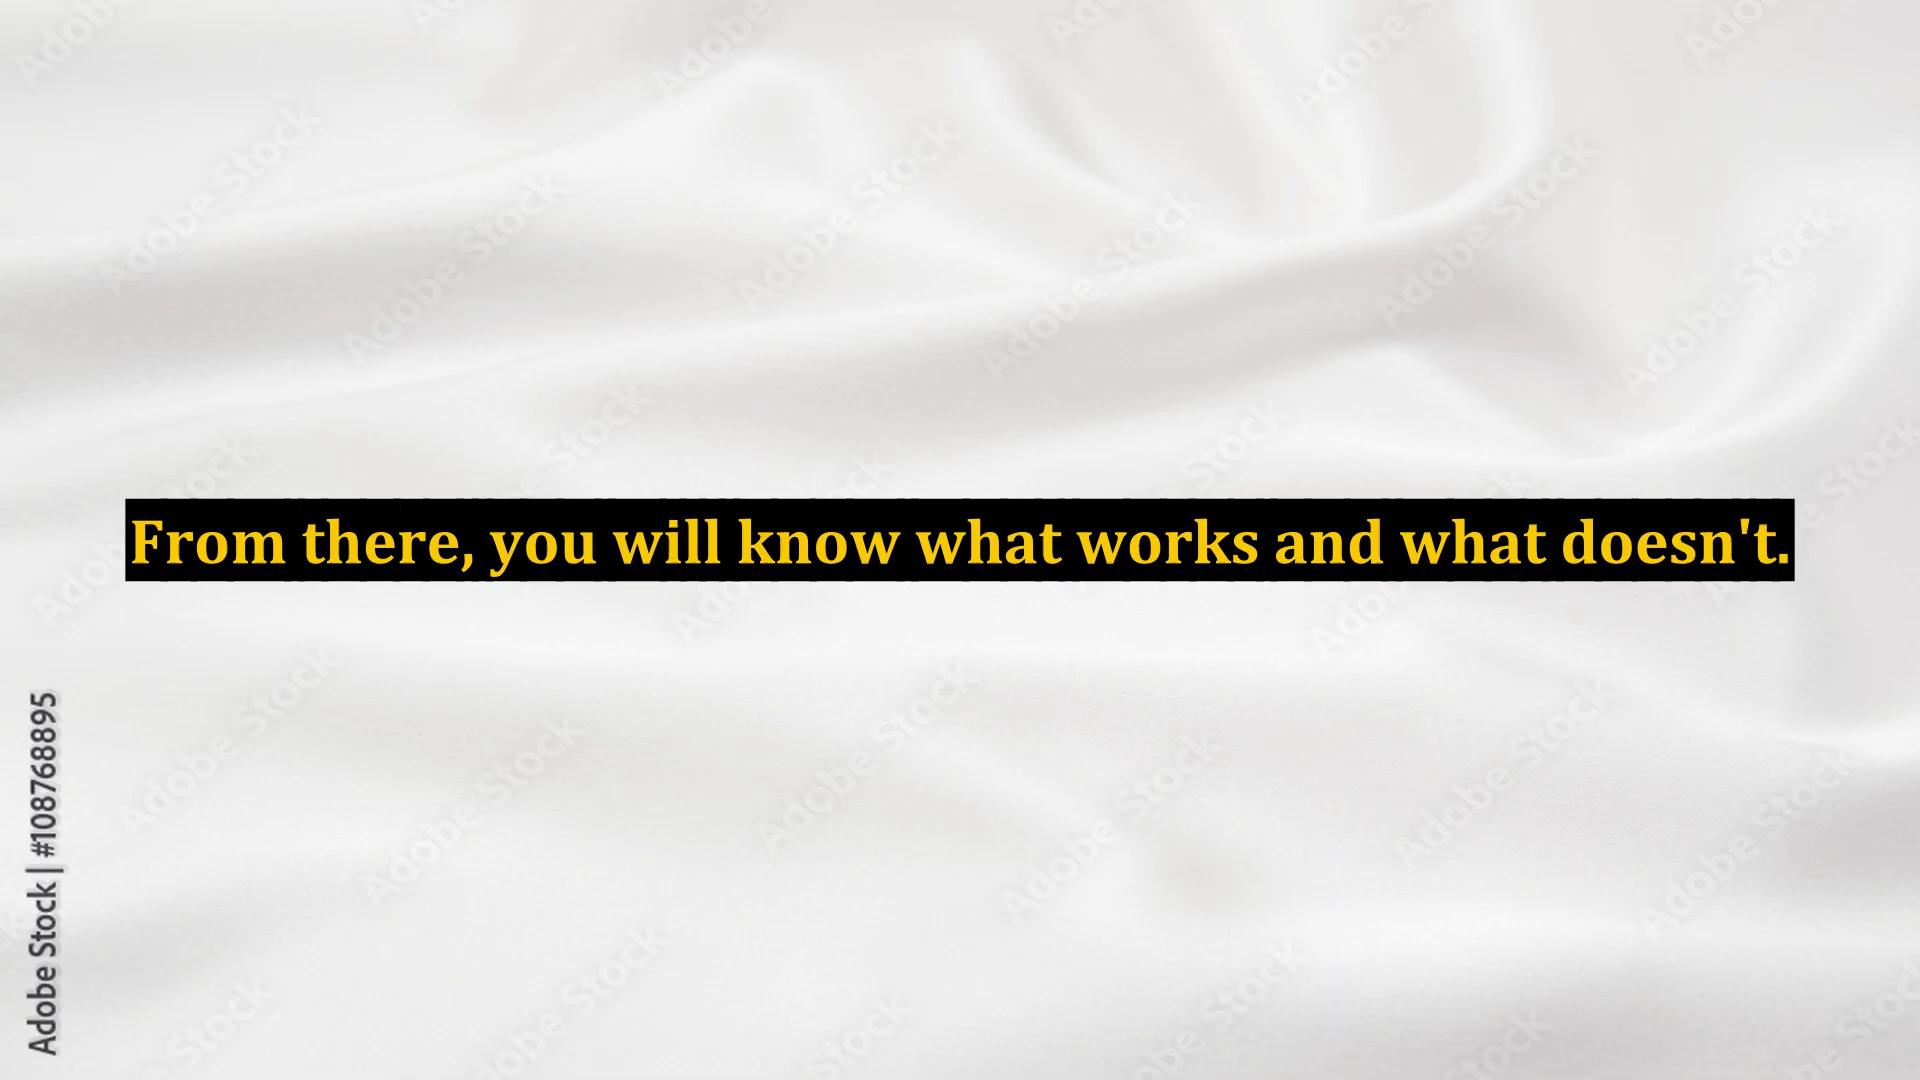 From there, you will know what works and what doesn't.
Adobe Stock | #108768895